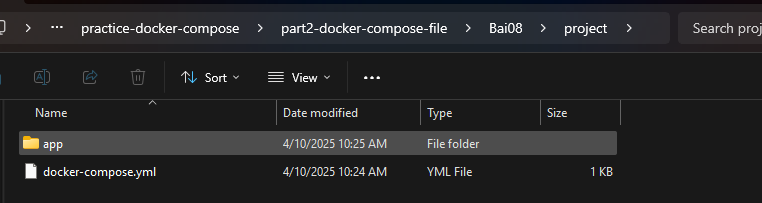 practice-docker-compose > part2-docker-compose-file > Bai08 > project > Search proj
Sort View
Name Date modified Type Size
app 4/10/2025 10:25 AM File folder
docker-compose.yml 4/10/2025 10:24 AM YML File 1 KB